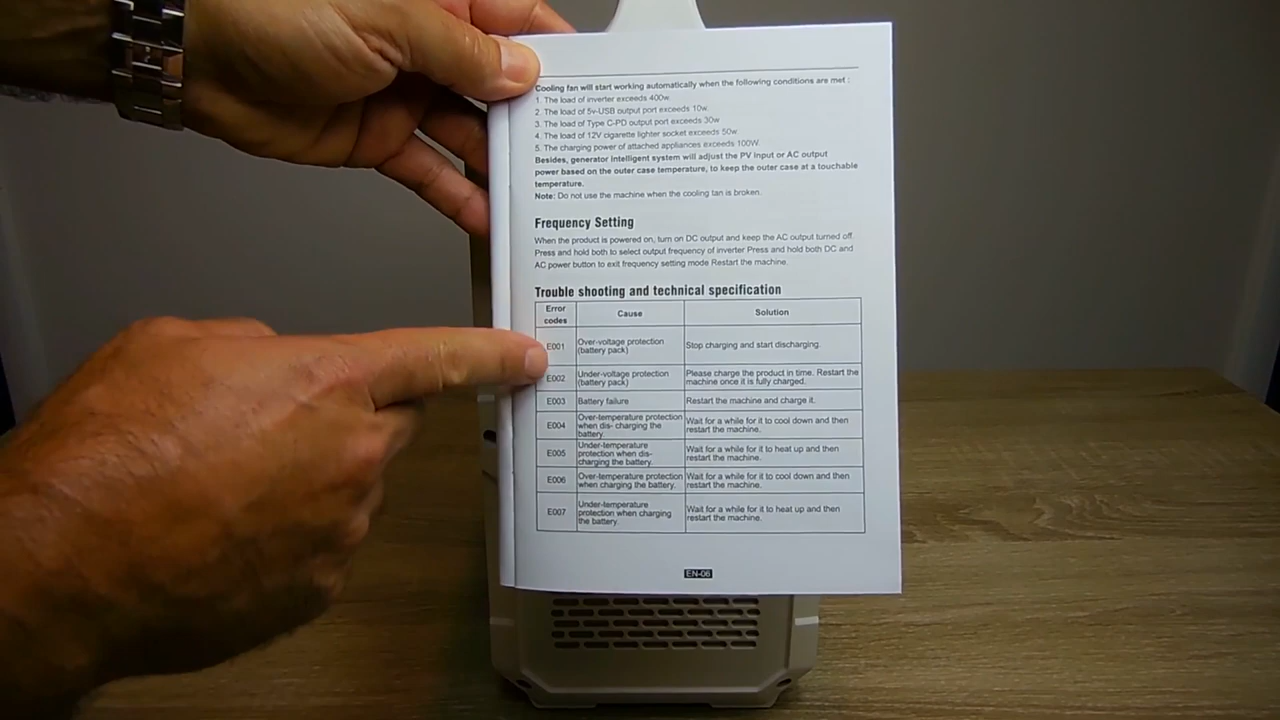 Cooling fan will start working automatically when the following conditions are met :
1. The load of inverter exceeds 400w.
2. The load of 5v-USB output port exceeds 10w.
3. The load of Type C-PD output port exceeds 30w
4. The load of 12V cigarette lighter socket exceeds 50w.
5. The charging power of attached appliances exceeds 100W.
Besides, generator intelligent system will adjust the PV input or AC output
power based on the outer case temperature, to keep the outer case at a touchable
temperature.
Note: Do not use the machine when the cooling fan is broken.
Frequency Setting
When the product is powered on, turn on DC output and keep the AC output turned off.
Press and hold both to select output frequency of inverter Press and hold both DC and
AC power button to exit frequency setting mode Restart the machine.
Trouble shooting and technical specification
Error
codes
Cause
Solution
E001
Over-voltage protection
(battery pack)
Stop charging and start discharging.
E002
Under-voltage protection
(battery pack)
Please charge the product in time. Restart the
machine once it is fully charged.
E003
Battery failure
Restart the machine and charge it.
E004
Over-temperature protection
when dis- charging the
battery.
Wait for a while for it to cool down and then
restart the machine.
E005
Under-temperature
protection when dis-
charging the battery.
Wait for a while for it to heat up and then
restart the machine.
E006
Over-temperature protection
when charging the battery.
Wait for a while for it to cool down and then
restart the machine.
E007
Under-temperature
protection when charging
the battery.
Wait for a while for it to heat up and then
restart the machine.
EN-06